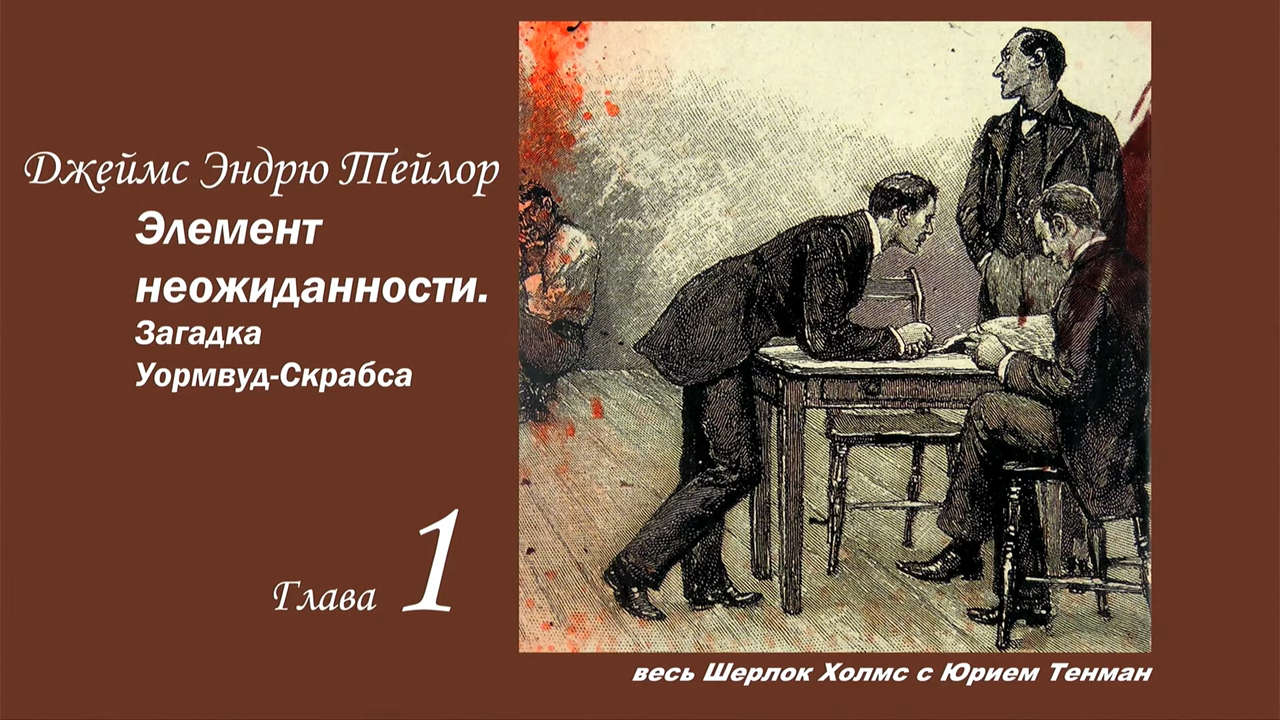 Джеймс Эндрю Тейлор
Элемент
неожиданности.
Загадка
Уормвуд-Скрабса
Глава 1
весь Шерлок Холмс с Юрием Тенман